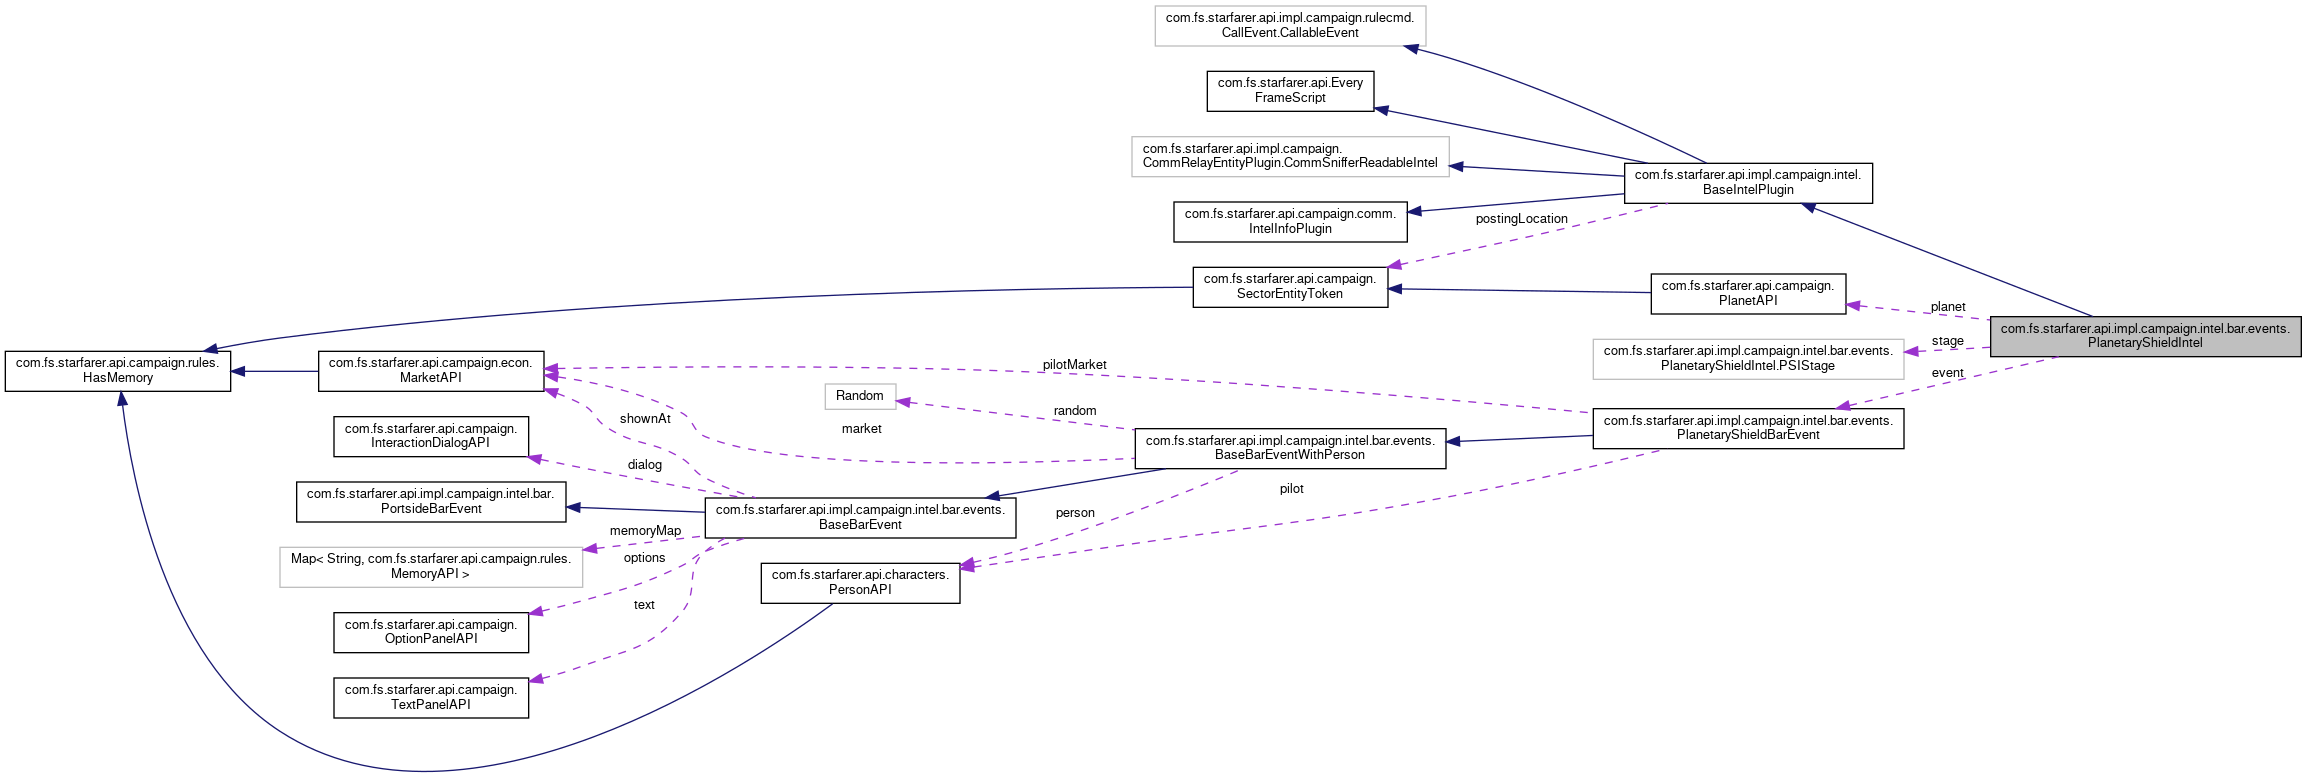 com.fs.starfarer.api.impl.campaign.rulecmd.
CallEvent.CallableEvent
com.fs.starfarer.api.Every
FrameScript
com.fs.starfarer.api.impl.campaign.
CommRelayEntityPlugin.CommSnifferReadableIntel
com.fs.starfarer.api.impl.campaign.intel.
BaseIntelPlugin
com.fs.starfarer.api.campaign.comm.
IntelInfoPlugin
postingLocation
com.fs.starfarer.api.campaign.
SectorEntityToken
com.fs.starfarer.api.campaign.
PlanetAPI
planet
com.fs.starfarer.api.impl.campaign.intel.bar.events.
PlanetaryShieldIntel
stage
com.fs.starfarer.api.impl.campaign.intel.bar.events.
PlanetaryShieldIntel.PSIStage
event
com.fs.starfarer.api.campaign.rules.
HasMemory
com.fs.starfarer.api.campaign.econ.
MarketAPI
pilotMarket
Random
random
shownAt
market
com.fs.starfarer.api.impl.campaign.intel.bar.events.
PlanetaryShieldBarEvent
com.fs.starfarer.api.campaign.
InteractionDialogAPI
com.fs.starfarer.api.impl.campaign.intel.bar.events.
BaseBarEventWithPerson
dialog
pilot
com.fs.starfarer.api.impl.campaign.intel.bar.
PortsideBarEvent
com.fs.starfarer.api.impl.campaign.intel.bar.events.
BaseBarEvent
person
memoryMap
Map< String, com.fs.starfarer.api.campaign.rules.
MemoryAPI >
options
com.fs.starfarer.api.characters.
PersonAPI
text
com.fs.starfarer.api.campaign.
OptionPanelAPI
com.fs.starfarer.api.campaign.
TextPanelAPI